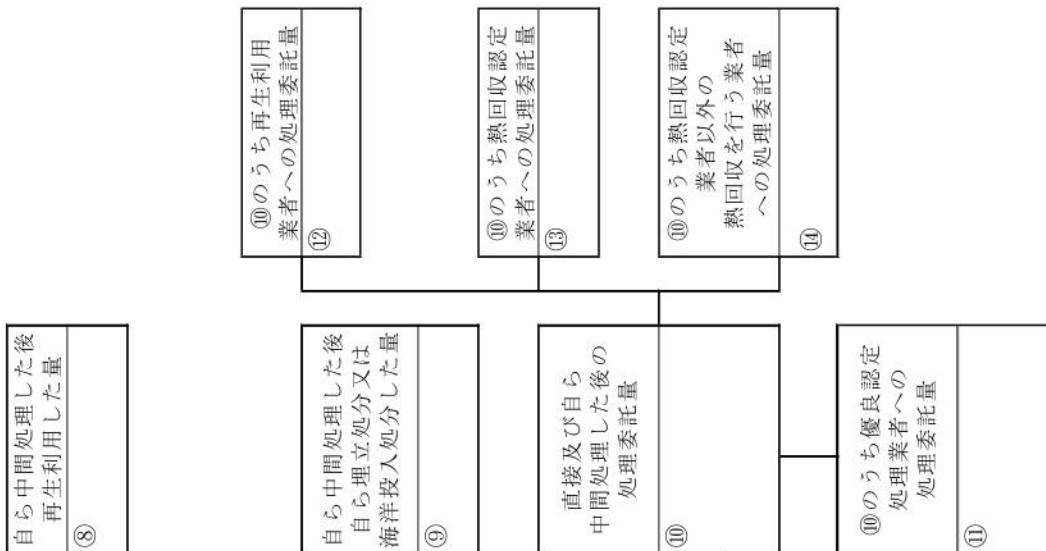 自ら中間処理した後
再生利用した量
⑧
自ら中間処理した後
自ら埋立処分又は
海洋投入処分した量
⑨
直接及び自ら
中間処理した後の
処理委託量
⑩
⑩のうち優良認定
処理業者への
処理委託量
⑪
⑩のうち再生利用
業者への処理委託量
⑫
⑩のうち熱回収認定
業者への処理委託量
⑬
⑩のうち熱回収認定
業者以外の
熱回収を行う業者
への処理委託量
⑭